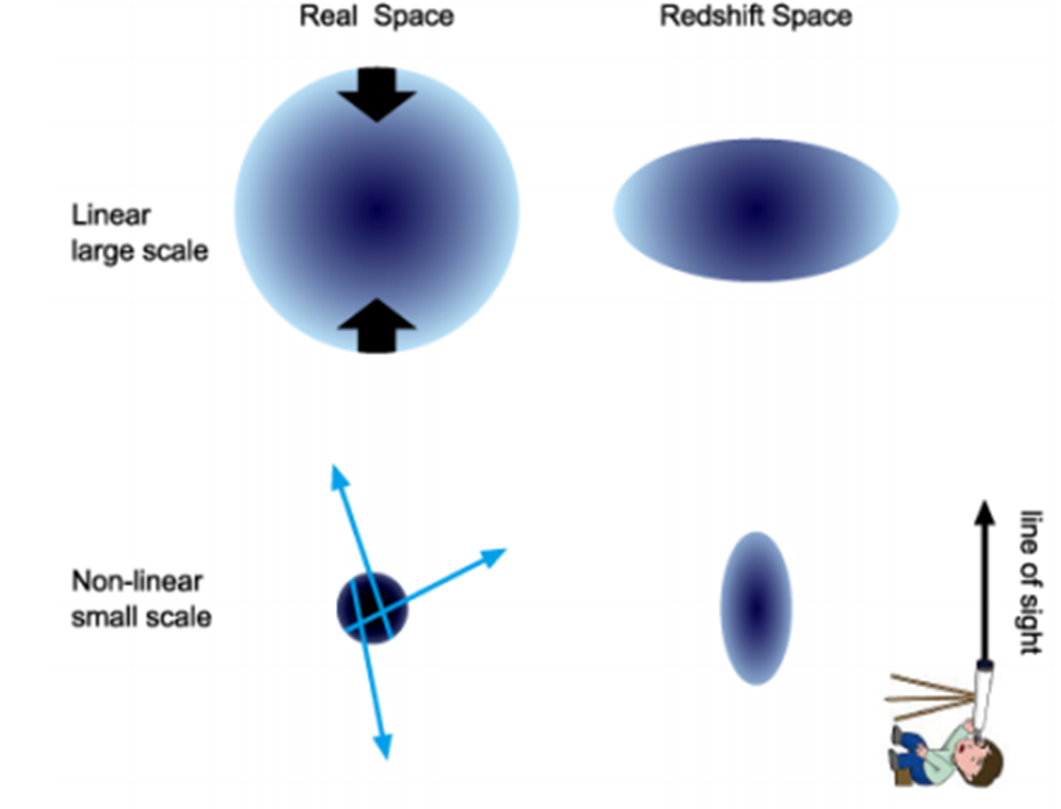 Real Space
Redshift Space
Linear
large scale
Non-linear
small scale
line of sight